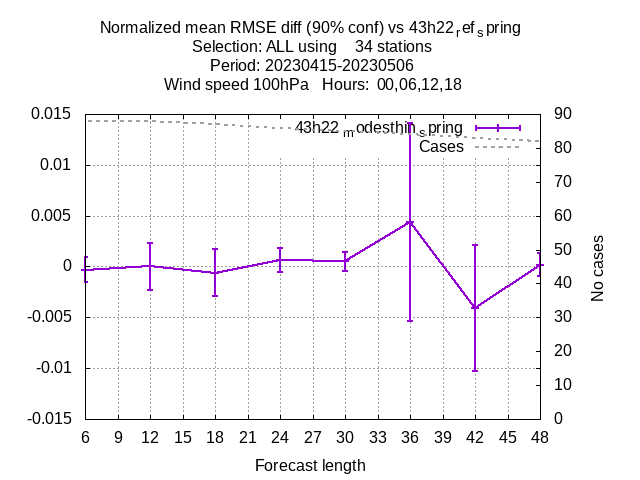 Normalized mean RMSE diff (90% conf) vs 43h22ᵣefₛpring
Selection: ALL using    34 stations
Period: 20230415-20230506
Wind speed 100hPa   Hours:  00,06,12,18
0.015
0.01
0.005
0
-0.005
-0.01
-0.015
90
80
70
60
50
40
30
20
10
0
43h22ₘodesthinₛpring
Cases
No cases
6 9 12 15 18 21 24 27 30 33 36 39 42 45 48
Forecast length